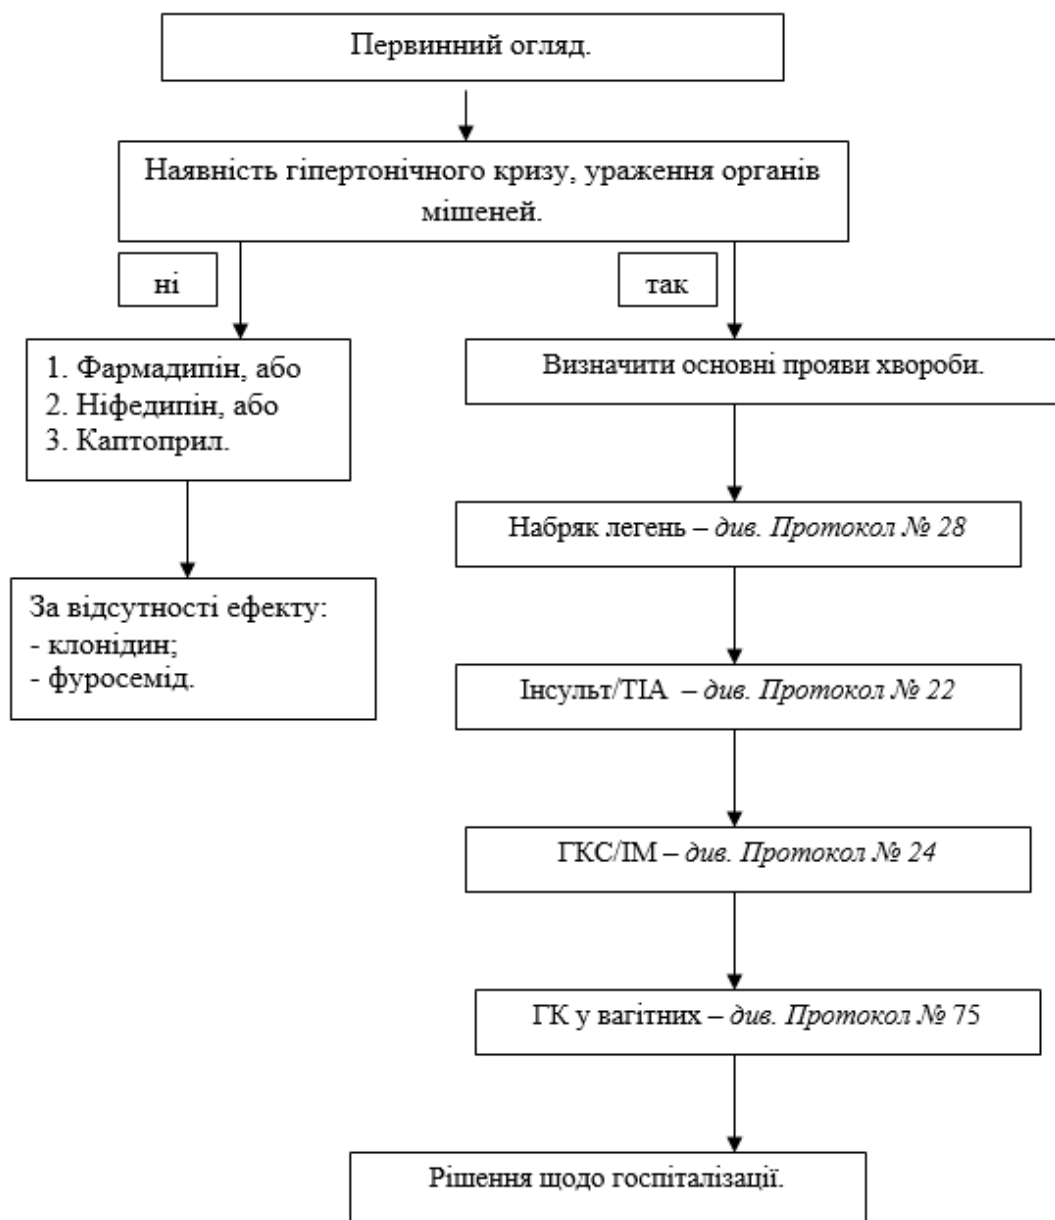 Первинний огляд.
Наявність гіпертонічного кризу, ураження органів
мішеней.
ні
так
1. Фармадипін, або
2. Ніфедипін, або
3. Каптоприл.
За відсутності ефекту:
- клонідин;
- фуросемід.
Визначити основні прояви хвороби.
Набряк легень – див. Протокол № 28
Інсульт/ТІА – див. Протокол № 22
ГКС/ІМ – див. Протокол № 24
ГК у вагітних – див. Протокол № 75
Рішення щодо госпіталізації.